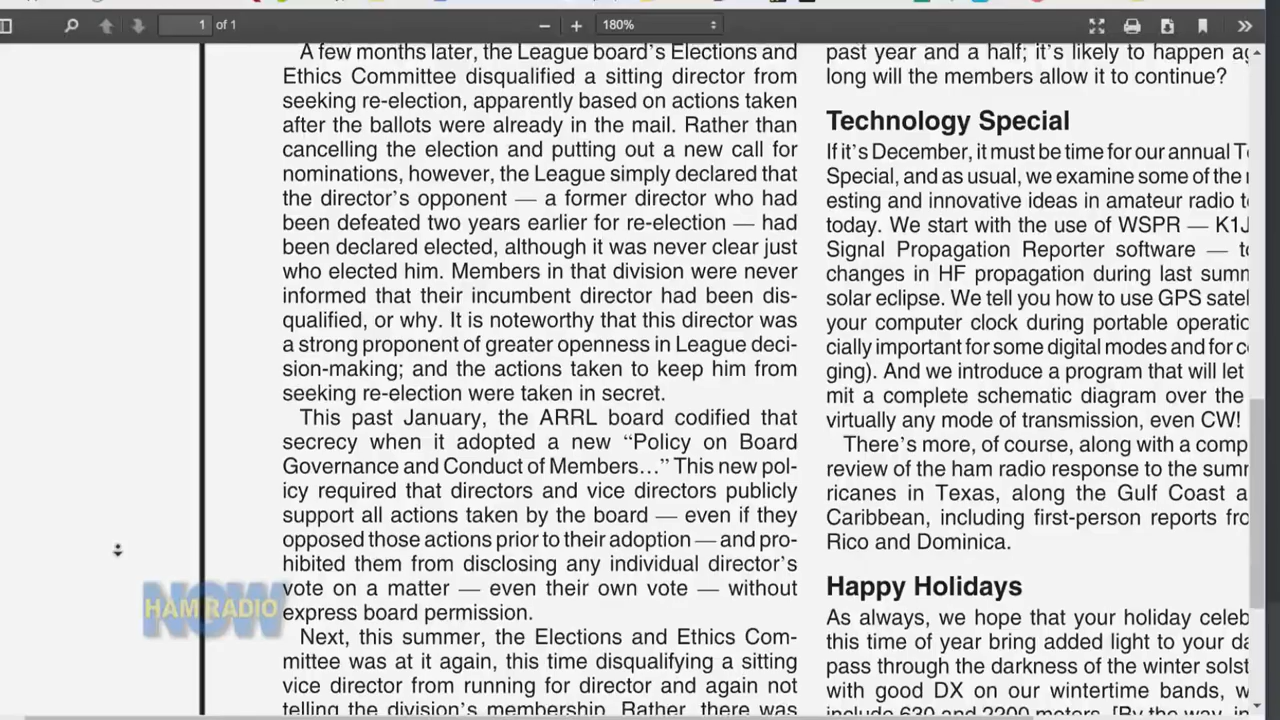 1 of 1
180%
A few months later, the League board's Elections and
Ethics Committee disqualified a sitting director from
seeking re-election, apparently based on actions taken
after the ballots were already in the mail. Rather than
cancelling the election and putting out a new call for
nominations, however, the League simply declared that
the director's opponent — a former director who had
been defeated two years earlier for re-election — had
been declared elected, although it was never clear just
who elected him. Members in that division were never
informed that their incumbent director had been dis-
qualified, or why. It is noteworthy that this director was
a strong proponent of greater openness in League deci-
sion-making; and the actions taken to keep him from
seeking re-election were taken in secret.
This past January, the ARRL board codified that
secrecy when it adopted a new “Policy on Board
Governance and Conduct of Members...” This new pol-
icy required that directors and vice directors publicly
support all actions taken by the board — even if they
opposed those actions prior to their adoption — and pro-
hibited them from disclosing any individual director's
vote on a matter — even their own vote — without
express board permission.
Next, this summer, the Elections and Ethics Com-
mittee was at it again, this time disqualifying a sitting
vice director from running for director and again not
telling the division's membership. Rather, there was
past year and a half; it's likely to happen
long will the members allow it to continue?
Technology Special
If it's December, it must be time for our annual
Special, and as usual, we examine some of the
esting and innovative ideas in amateur radio
today. We start with the use of WSPR — K1J
Signal Propagation Reporter software —
changes in HF propagation during last
solar eclipse. We tell you how to use GPS
your computer clock during portable
cially important for some digital modes and for
ging). And we introduce a program that will let
mit a complete schematic diagram over the
virtually any mode of transmission, even CW!
There's more, of course, along with a
review of the ham radio response to the
ricanes in Texas, along the Gulf Coast
Caribbean, including first-person reports
Rico and Dominica.
Happy Holidays
As always, we hope that your holiday
this time of year bring added light to your
pass through the darkness of the winter
with good DX on our wintertime bands,
include 630 and 2200 meters. [By the way,
HAM RADIO
NOW